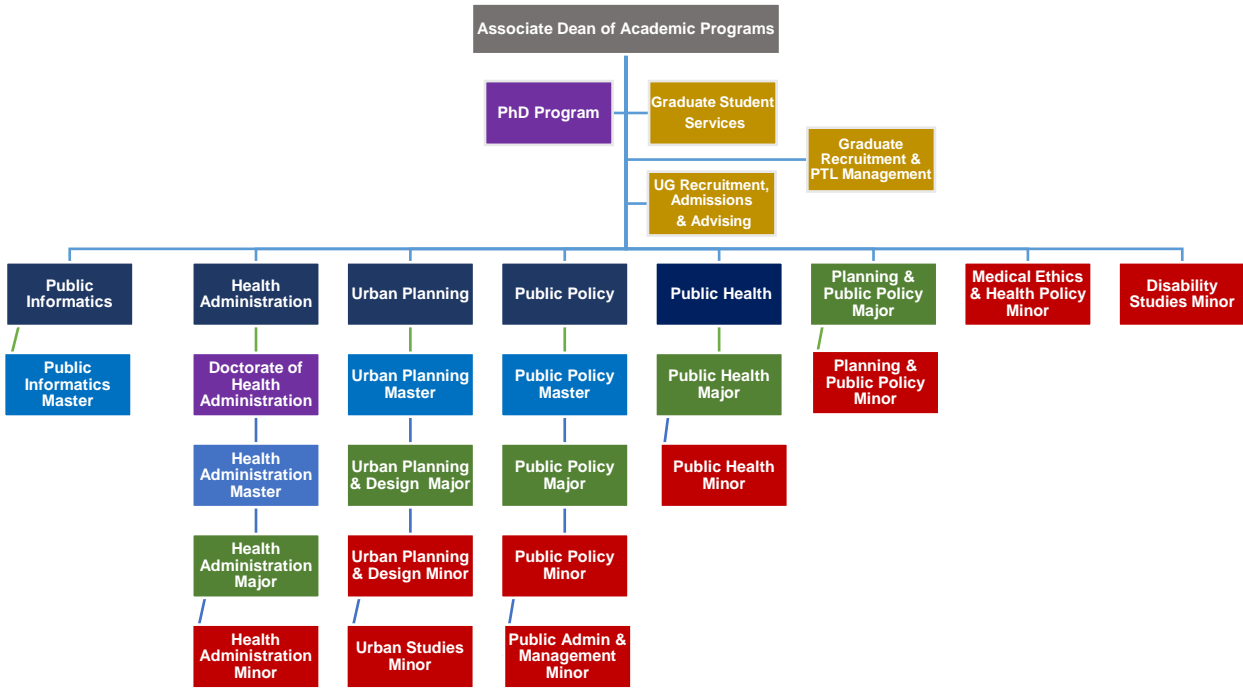 Associate Dean of Academic Programs
PhD Program
Graduate Student
Services
Graduate
Recruitment &
PTL Management
UG Recruitment,
Admissions
& Advising
Public
Informatics
Health
Administration
Urban Planning
Public Policy
Public Health
Planning &
Public Policy
Major
Medical Ethics
& Health Policy
Minor
Disability
Studies Minor
Public
Informatics
Master
Doctorate of
Health
Administration
Urban Planning
Master
Public Policy
Master
Public Health
Major
Planning &
Public Policy
Minor
Health
Administration
Master
Urban Planning
& Design Major
Public Policy
Major
Public Health
Minor
Health
Administration
Major
Urban Planning
& Design Minor
Public Policy
Minor
Health
Administration
Minor
Urban Studies
Minor
Public Admin &
Management
Minor